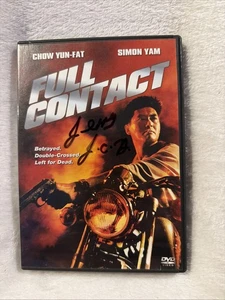 CHOW YUN-FAT SIMON YAM
FULL
CONTACT
Betrayed.
Double-Crossed.
Left for Dead.
DVD